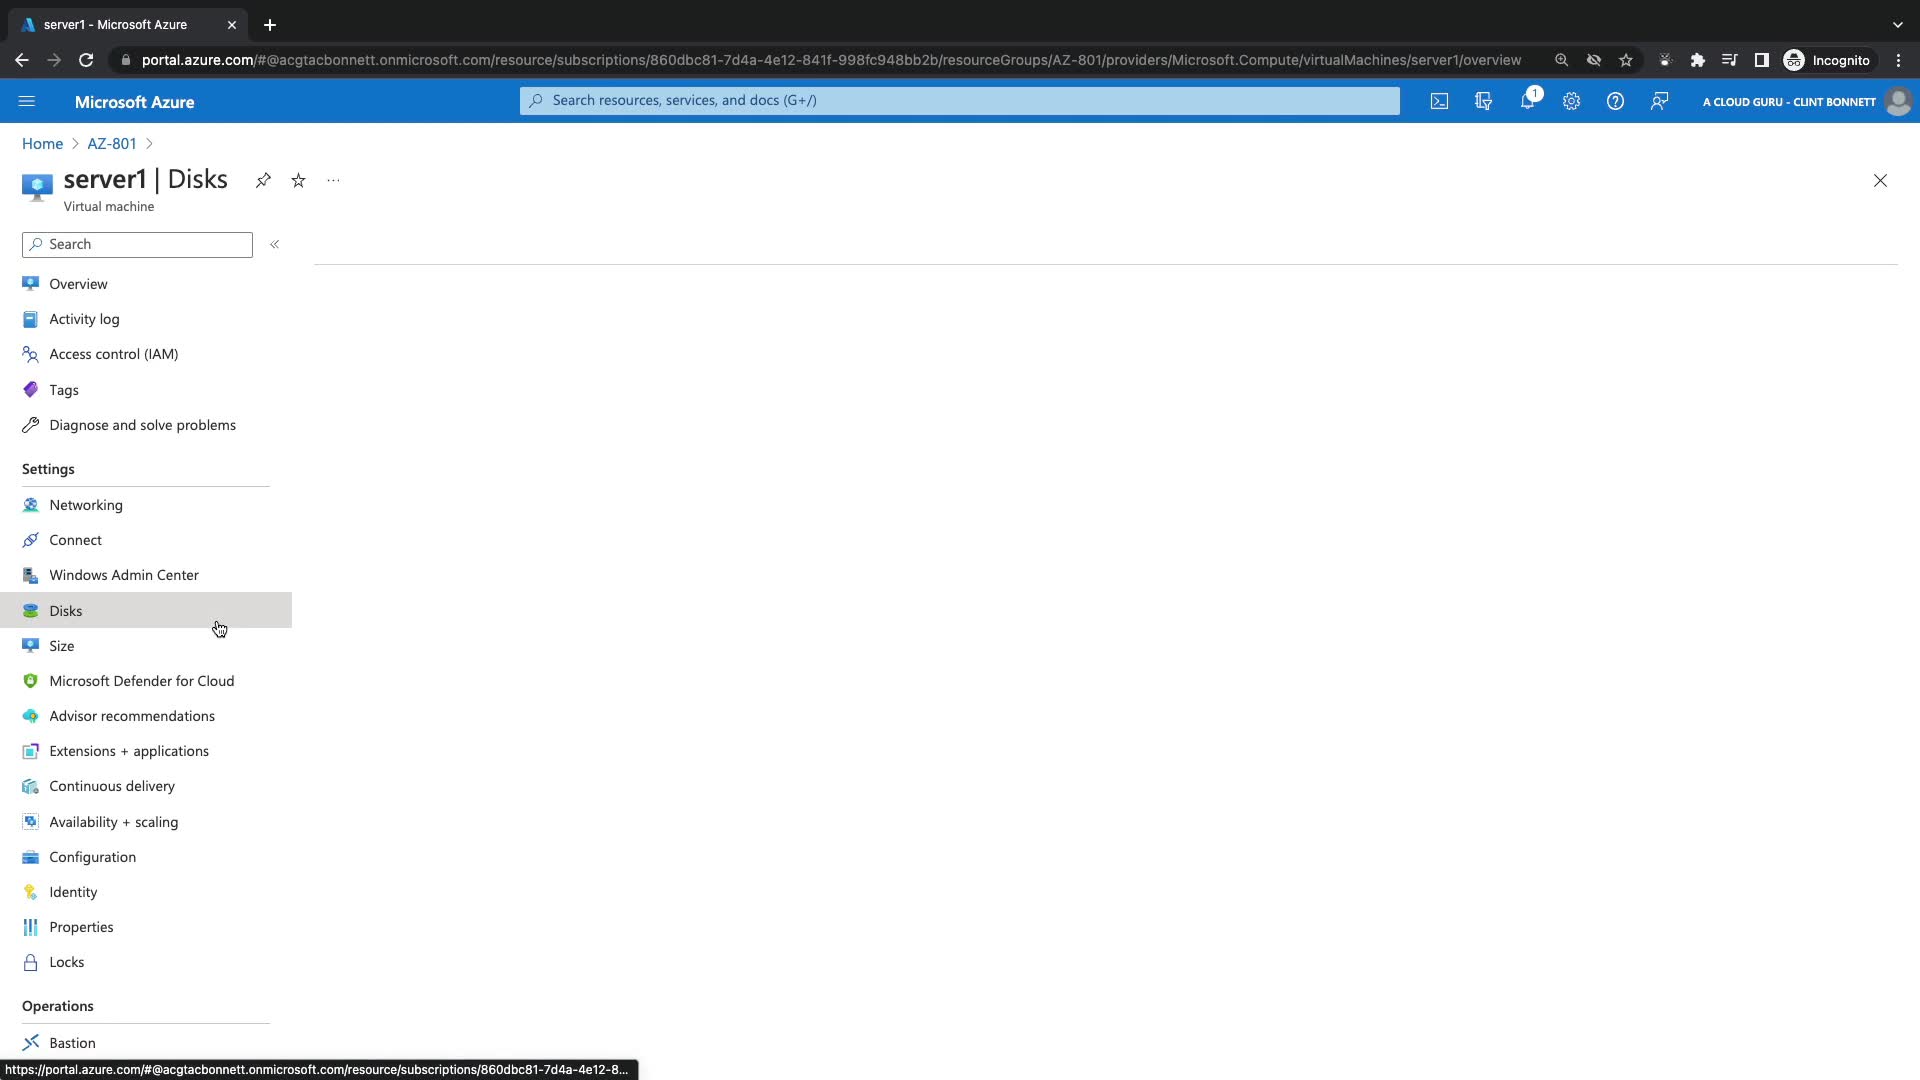 server1 - Microsoft Azure
portal.azure.com/#@acgtacbonnett.onmicrosoft.com/resource/subscriptions/860dbc81-7d4a-4e12-841f-998fc948bb2b/resourceGroups/AZ-801/providers/Microsoft.Compute/virtualMachines/server1/overview
Incognito
Microsoft Azure
Search resources, services, and docs (G+/)
1
A CLOUD GURU - CLINT BONNETT
Home > AZ-801 >
server1 | Disks
...
Virtual machine
Search
«
Overview
Activity log
Access control (IAM)
Tags
Diagnose and solve problems
Settings
Networking
Connect
Windows Admin Center
Disks
Size
Microsoft Defender for Cloud
Advisor recommendations
Extensions + applications
Continuous delivery
Availability + scaling
Configuration
Identity
Properties
Locks
Operations
Bastion
https://portal.azure.com/#@acgtacbonnett.onmicrosoft.com/resource/subscriptions/860dbc81-7d4a-4e12-8...